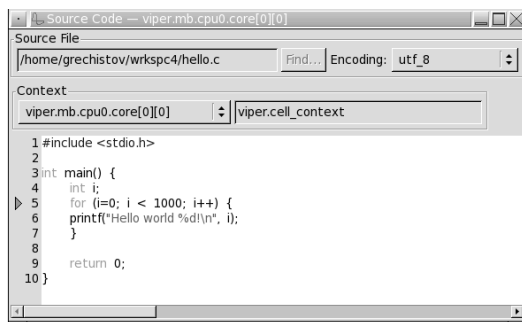 Source Code — viper.mb.cpu0.core[0][0]
Source File
/home/grechistov/wrkspc4/hello.c Find... Encoding: utf_8
Context
viper.mb.cpu0.core[0][0] viper.cell_context
1 #include <stdio.h>
2
3 int main() {
4 int i;
5 for (i=0; i < 1000; i++) {
6 printf("Hello world %d!\n", i);
7 }
8
9 return 0;
10 }